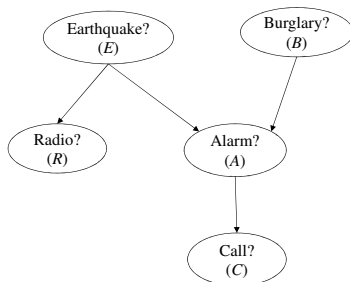 Earthquake?
(E)
Burglary?
(B)
Radio?
(R)
Alarm?
(A)
Call?
(C)